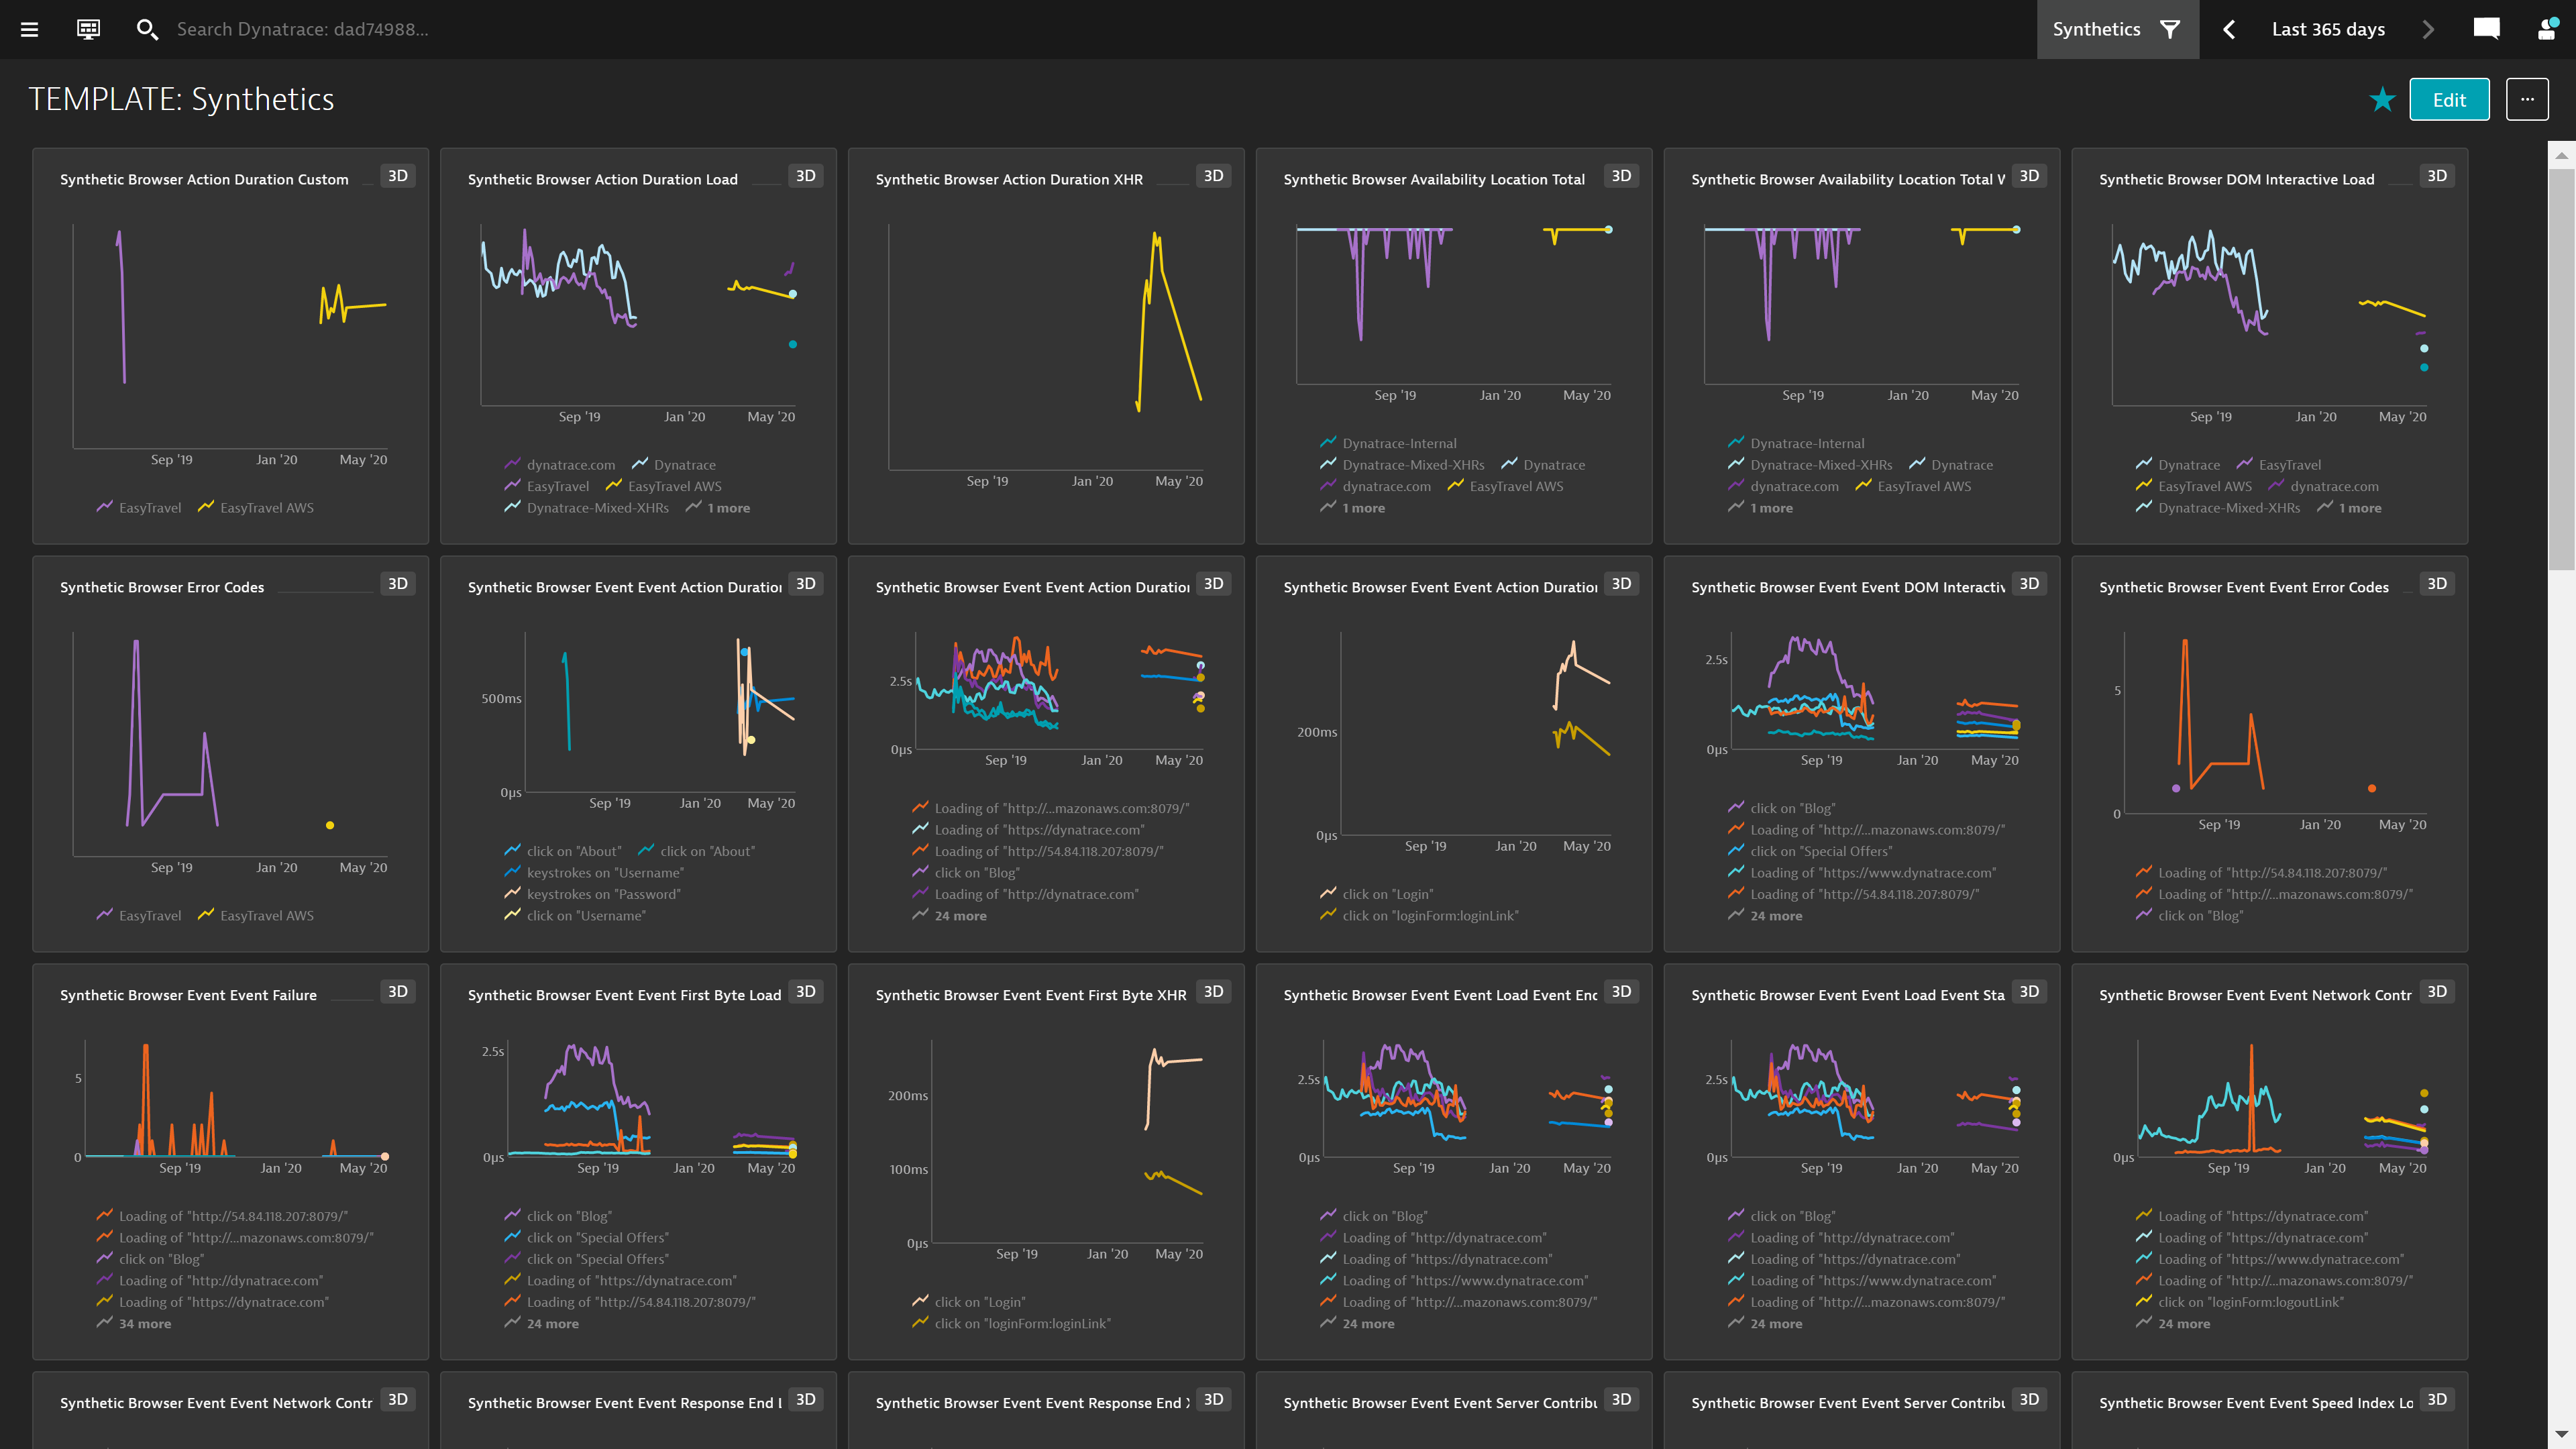 Search Dynatrace: dad74988...
Synthetics
Last 365 days
TEMPLATE: Synthetics
Edit
...
Synthetic Browser Action Duration Custom
3D
Sep '19
Jan '20
May '20
EasyTravel
EasyTravel AWS
Synthetic Browser Action Duration Load
3D
Sep '19
Jan '20
May '20
dynatrace.com
Dynatrace
EasyTravel
EasyTravel AWS
Dynatrace-Mixed-XHRs
1 more
Synthetic Browser Action Duration XHR
3D
Sep '19
Jan '20
May '20
Synthetic Browser Availability Location Total
3D
Sep '19
Jan '20
May '20
Dynatrace-Internal
Dynatrace-Mixed-XHRs
Dynatrace
dynatrace.com
EasyTravel AWS
1 more
Synthetic Browser Availability Location Total
3D
Sep '19
Jan '20
May '20
Dynatrace-Internal
Dynatrace-Mixed-XHRs
Dynatrace
dynatrace.com
EasyTravel AWS
1 more
Synthetic Browser DOM Interactive Load
3D
Sep '19
Jan '20
May '20
Dynatrace
EasyTravel
EasyTravel AWS
dynatrace.com
Dynatrace-Mixed-XHRs
1 more
Synthetic Browser Error Codes
3D
Sep '19
Jan '20
May '20
EasyTravel
EasyTravel AWS
Synthetic Browser Event Event Action Duration
3D
500ms
0µs
Sep '19
Jan '20
May '20
click on "About"
click on "About"
keystrokes on "Username"
keystrokes on "Password"
click on "Username"
Synthetic Browser Event Event Action Duration
3D
2.5s
0µs
Sep '19
Jan '20
May '20
Loading of "http://...mazonaws.com:8079/"
Loading of "https://dynatrace.com"
Loading of "http://54.84.118.207:8079/"
click on "Blog"
Loading of "http://dynatrace.com"
24 more
Synthetic Browser Event Event Action Duration
3D
200ms
0µs
Sep '19
Jan '20
May '20
click on "Login"
click on "loginForm:loginLink"
Synthetic Browser Event Event DOM Interactiv
3D
2.5s
0µs
Sep '19
Jan '20
May '20
click on "Blog"
Loading of "http://...mazonaws.com:8079/"
click on "Special Offers"
Loading of "https://www.dynatrace.com"
Loading of "http://54.84.118.207:8079/"
24 more
Synthetic Browser Event Event Error Codes
3D
5
0
Sep '19
Jan '20
May '20
Loading of "http://54.84.118.207:8079/"
Loading of "http://...mazonaws.com:8079/"
click on "Blog"
Synthetic Browser Event Event Failure
3D
5
0
Sep '19
Jan '20
May '20
Loading of "http://54.84.118.207:8079/"
Loading of "http://...mazonaws.com:8079/"
click on "Blog"
Loading of "http://dynatrace.com"
Loading of "https://dynatrace.com"
34 more
Synthetic Browser Event Event First Byte Load
3D
2.5s
0µs
Sep '19
Jan '20
May '20
click on "Blog"
click on "Special Offers"
click on "Special Offers"
Loading of "https://dynatrace.com"
Loading of "http://54.84.118.207:8079/"
24 more
Synthetic Browser Event Event First Byte XHR
3D
200ms
100ms
0µs
Sep '19
Jan '20
May '20
click on "Login"
click on "loginForm:loginLink"
Synthetic Browser Event Event Load Event Enc
3D
2.5s
0µs
Sep '19
Jan '20
May '20
click on "Blog"
Loading of "http://dynatrace.com"
Loading of "https://dynatrace.com"
Loading of "https://www.dynatrace.com"
Loading of "http://...mazonaws.com:8079/"
24 more
Synthetic Browser Event Event Load Event Sta
3D
2.5s
0µs
Sep '19
Jan '20
May '20
click on "Blog"
Loading of "http://dynatrace.com"
Loading of "https://dynatrace.com"
Loading of "https://www.dynatrace.com"
Loading of "http://...mazonaws.com:8079/"
24 more
Synthetic Browser Event Event Network Contr
3D
0µs
Sep '19
Jan '20
May '20
Loading of "https://dynatrace.com"
Loading of "https://dynatrace.com"
Loading of "https://www.dynatrace.com"
Loading of "http://...mazonaws.com:8079/"
click on "loginForm:logoutLink"
24 more
Synthetic Browser Event Event Network Contr
3D
Synthetic Browser Event Event Response End
3D
Synthetic Browser Event Event Response End
3D
Synthetic Browser Event Event Server Contribu
3D
Synthetic Browser Event Event Server Contribu
3D
Synthetic Browser Event Event Speed Index Lo
3D